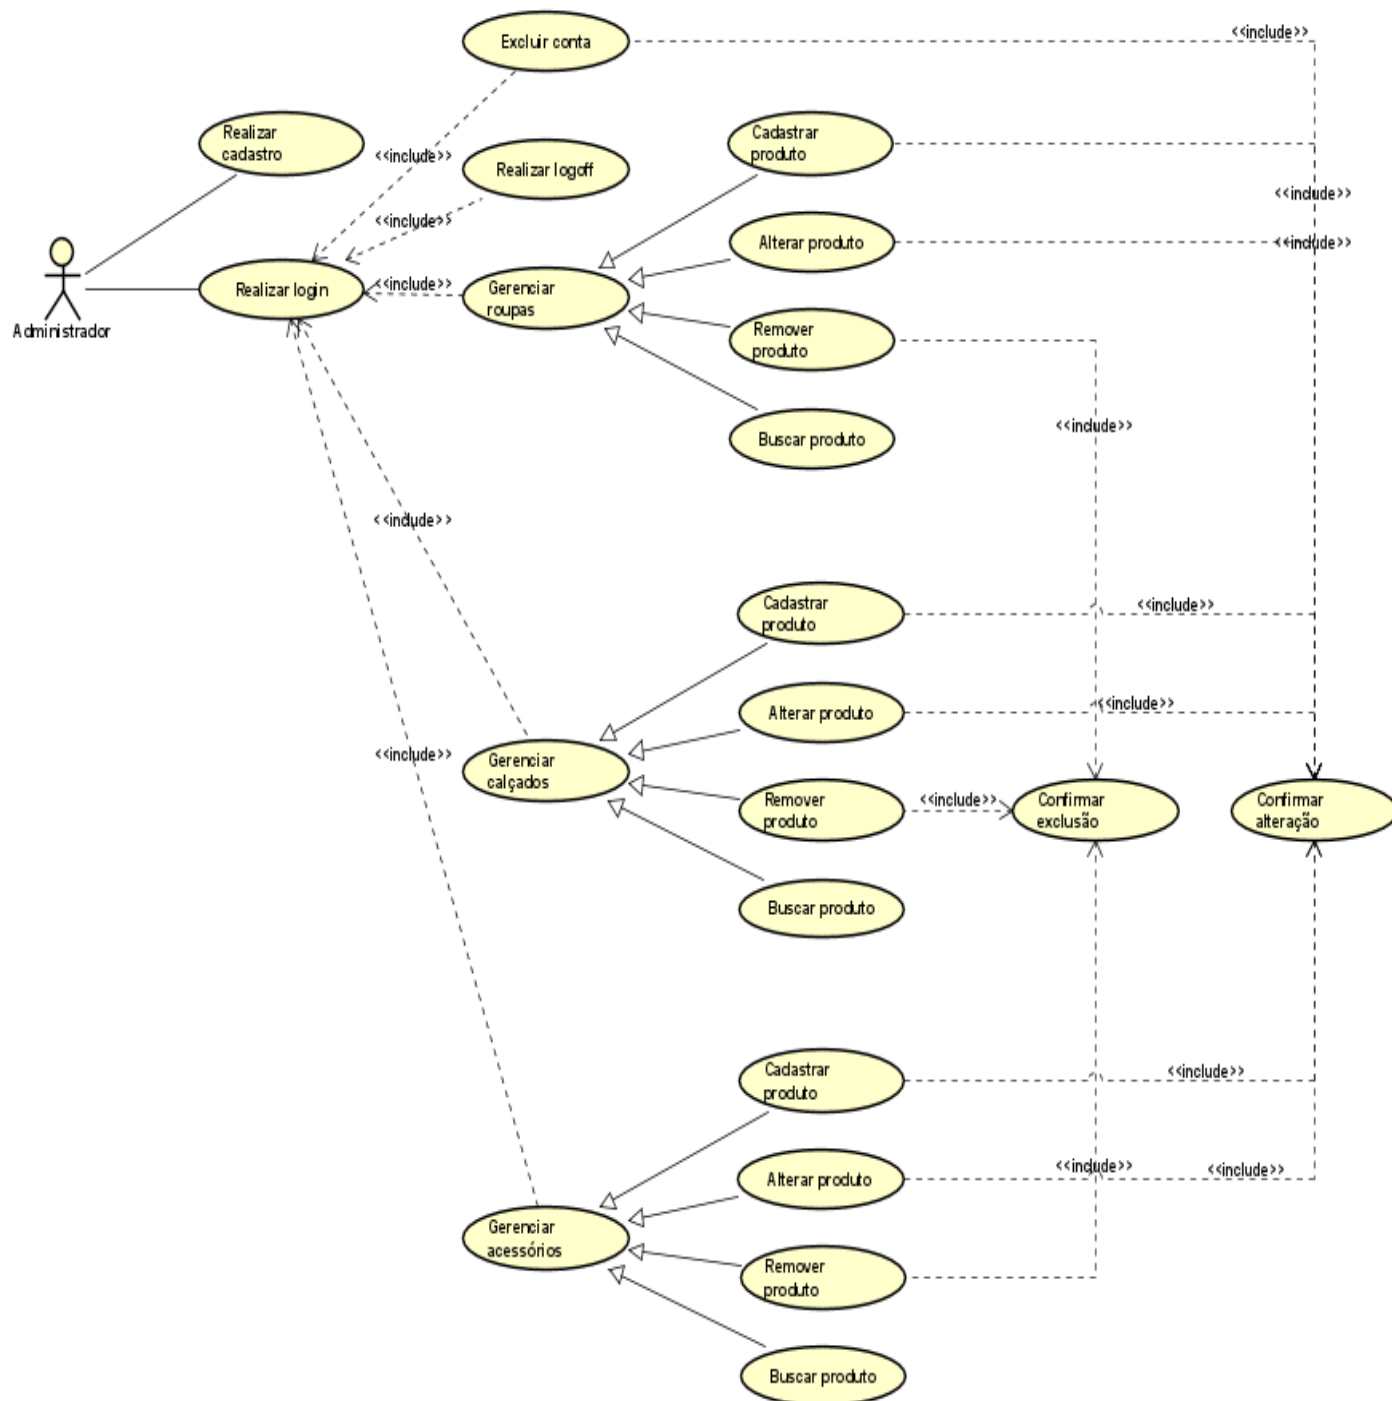 Excluir conta
<<include>>
Realizar
cadastro
<<include>>
Realizar logoff
Cadastrar
produto
<<include>>
<<include>>
Alterar produto
<<include>>
Administrador
Realizar login
<<include>>
Gerenciar
roupas
Remover
produto
<<include>>
Buscar produto
<<include>>
Cadastrar
produto
<<include>>
Alterar produto
<<include>>
<<include>>
Gerenciar
calçados
Remover
produto
<<include>>
Confirmar
exclusão
Confirmar
alteração
Buscar produto
Cadastrar
produto
<<include>>
Alterar produto
<<include>>
<<include>>
Gerenciar
acessórios
Remover
produto
Buscar produto